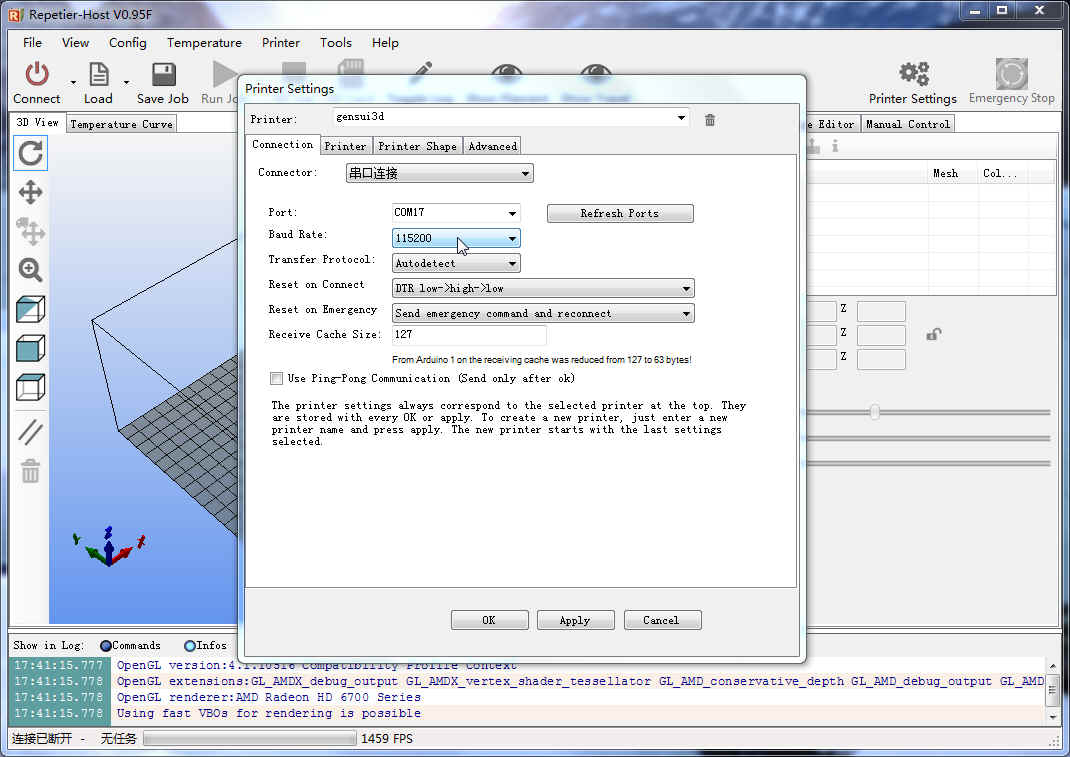 Repetier-Host V0.95F
File View Config Temperature Printer Tools Help
Connect Load Save Job Run Jo Printer Settings Emergency Stop
3D View Temperature Curve e Editor Manual Control
Printer Settings
Printer: gensui3d
Connection Printer Printer Shape Advanced
Connector: 串口连接
Port: COM17 Refresh Ports
Baud Rate: 115200
Transfer Protocol: Autodetect
Reset on Connect DTR low->high->low
Reset on Emergency Send emergency command and reconnect
Receive Cache Size: 127
From Arduino 1 on the receiving cache was reduced from 127 to 63 bytes!
Use Ping-Pong Communication (Send only after ok)
The printer settings always correspond to the selected printer at the top. They
are stored with every OK or apply. To create a new printer, just enter a new
printer name and press apply. The new printer starts with the last settings
selected.
OK Apply Cancel
Mesh Col...
Z
Z
Z
Y Z X
Show in Log: Commands Infos
17:41:15.777 OpenGL version:4.1.10516 Compatibility Profile Context
17:41:15.778 OpenGL extensions:GL_AMDX_debug_output GL_AMDX_vertex_shader_tessellator GL_AMD_conservative_depth GL_AMD_debug_output GL_AMD
17:41:15.778 OpenGL renderer:AMD Radeon HD 6700 Series
17:41:15.778 Using fast VBOs for rendering is possible
连接已断开 - 无任务 1459 FPS